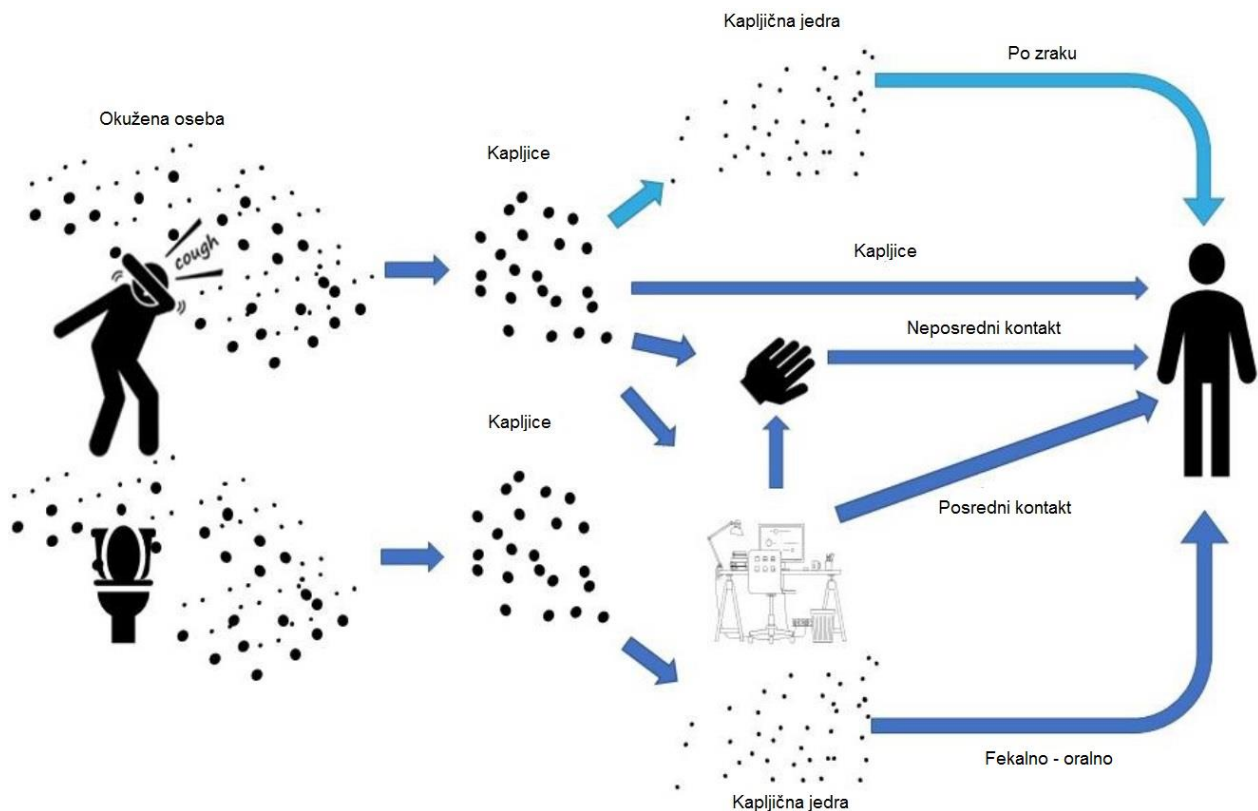 Kapljična jedra
Po zraku
Okužena oseba
Kapljice
cough
Kapljice
Neposredni kontakt
Kapljice
Posredni kontakt
Fekalno - oralno
Kapljična jedra